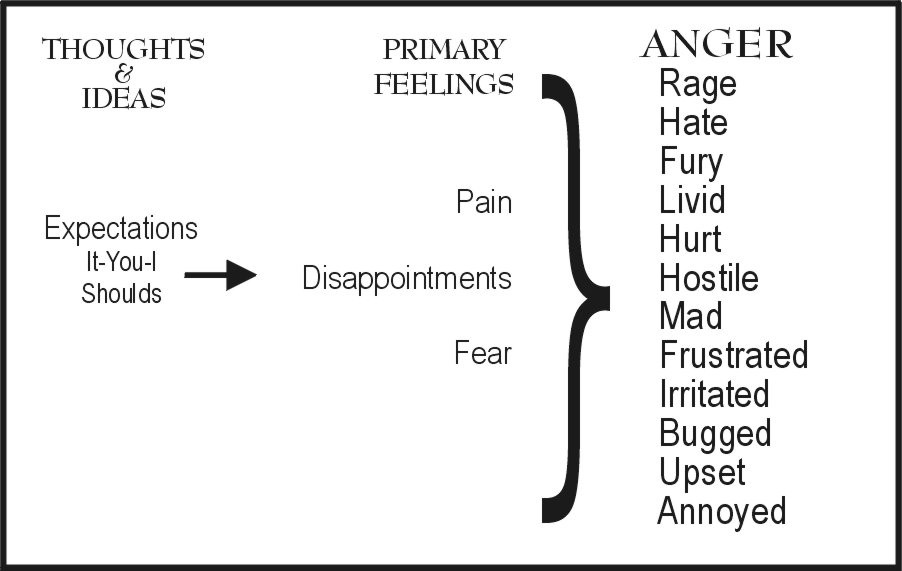 THOUGHTS
&
IDEAS
Expectations
It-You-I
Shoulds
PRIMARY
FEELINGS
Pain
Disappointments
Fear
ANGER
Rage
Hate
Fury
Livid
Hurt
Hostile
Mad
Frustrated
Irritated
Bugged
Upset
Annoyed